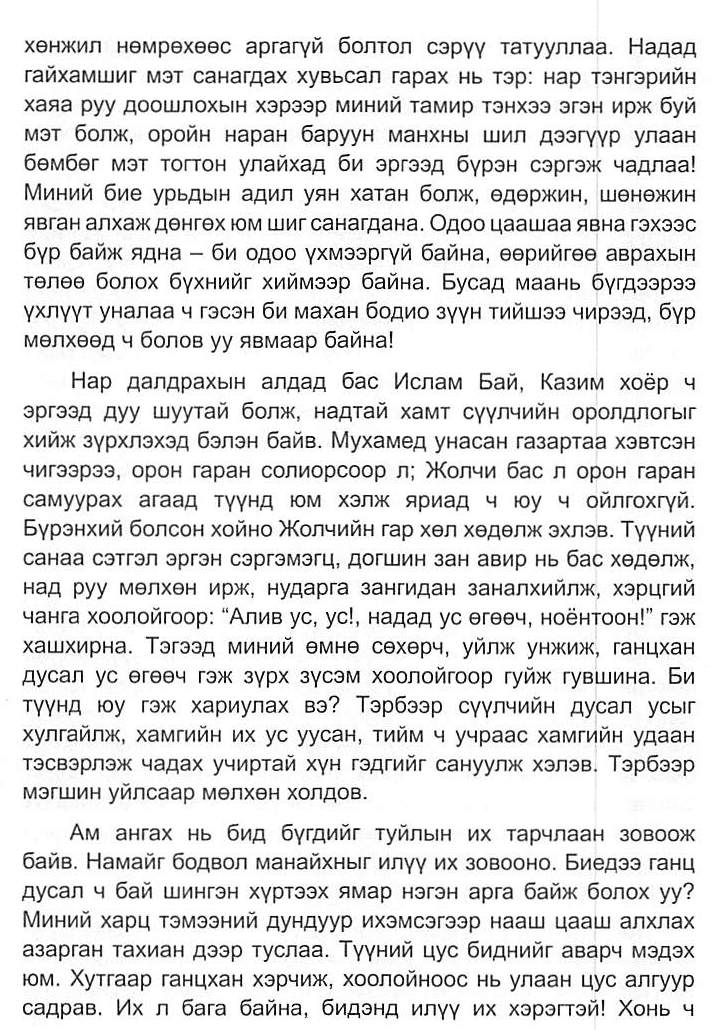 хөнжил нөмрөхөөс аргагүй болтол сэрүү татууллаа. Надад
гайхамшиг мэт санагдах хувьсал гарах нь тэр: нар тэнгэрийн
хаяа руу доошлохын хэрээр миний тамир тэнхээ эгэн ирж буй
мэт болж, оройн наран баруун манхны шил дээгүүр улаан
бөмбөг мэт тогтон улайхад би эргээд бүрэн сэргэж чадлаа!
Миний бие урьдын адил уян хатан болж, өдөржин, шөнөжин
явган алхаж дөнгөх юм шиг санагдана. Одоо цаашаа явна гэхээс
бүр байж ядна – би одоо үхмээргүй байна, өөрийгөө аврахын
төлөө болох бүхнийг хиймээр байна. Бусад маань бүгдээрээ
үхлүүт уналаа ч гэсэн би махан бодио зүүн тийшээ чирээд, бүр
мөлхөөд ч болов уу явмаар байна!
Нар далдрахын алдад бас Ислам Бай, Казим хоёр ч
эргээд дуу шуутай болж, надтай хамт сүүлчийн оролдлогыг
хийж зүрхлэхэд бэлэн байв. Мухамед унасан газартаа хэвтсэн
чигээрээ, орон гаран солиорсоор л; Жолчи бас л орон гаран
самуурах агаад түүнд юм хэлж яриад ч юу ч ойлгохгүй.
Бүрэнхий болсон хойно Жолчийн гар хөл хөдөлж эхлэв. Түүний
санаа сэтгэл эргэн сэргэмэгц, догшин зан авир нь бас хөдөлж,
над руу мөлхөн ирж, нударга зангидан заналхийлж, хэрцгий
чанга хоолойгоор: “Алив ус, ус!, надад ус өгөөч, ноёнтоон!” гэж
хашхирна. Тэгээд миний өмнө сөхөрч, уйлж унжиж, ганцхан
дусал ус өгөөч гэж зүрх зүсэм хоолойгоор гуйж гувшина. Би
түүнд юу гэж хариулах вэ? Тэрбээр сүүлчийн дусал усыг
хулгайлж, хамгийн их ус уусан, тийм ч учраас хамгийн удаан
тэсвэрлэж чадах учиртай хүн гэдгийг сануулж хэлэв. Тэрбээр
мэгшин уйлсаар мөлхөн холдов.
Ам ангах нь бид бүгдийг туйлын их тарчлаан зовоож
байв. Намайг бодвол манайхныг илүү их зовооно. Биедээ ганц
дусал ч бай шингэн хүртээх ямар нэгэн арга байж болох уу?
Миний харц тэмээний дундуур ихэмсэгээр нааш цааш алхлах
азарган тахиан дээр туслаа. Түүний цус биднийг аварч мэдэх
юм. Хутгаар ганцхан хэрчиж, хоолойноос нь улаан цус алгуур
садрав. Их л бага байна, бидэнд илүү их хэрэгтэй! Хонь ч